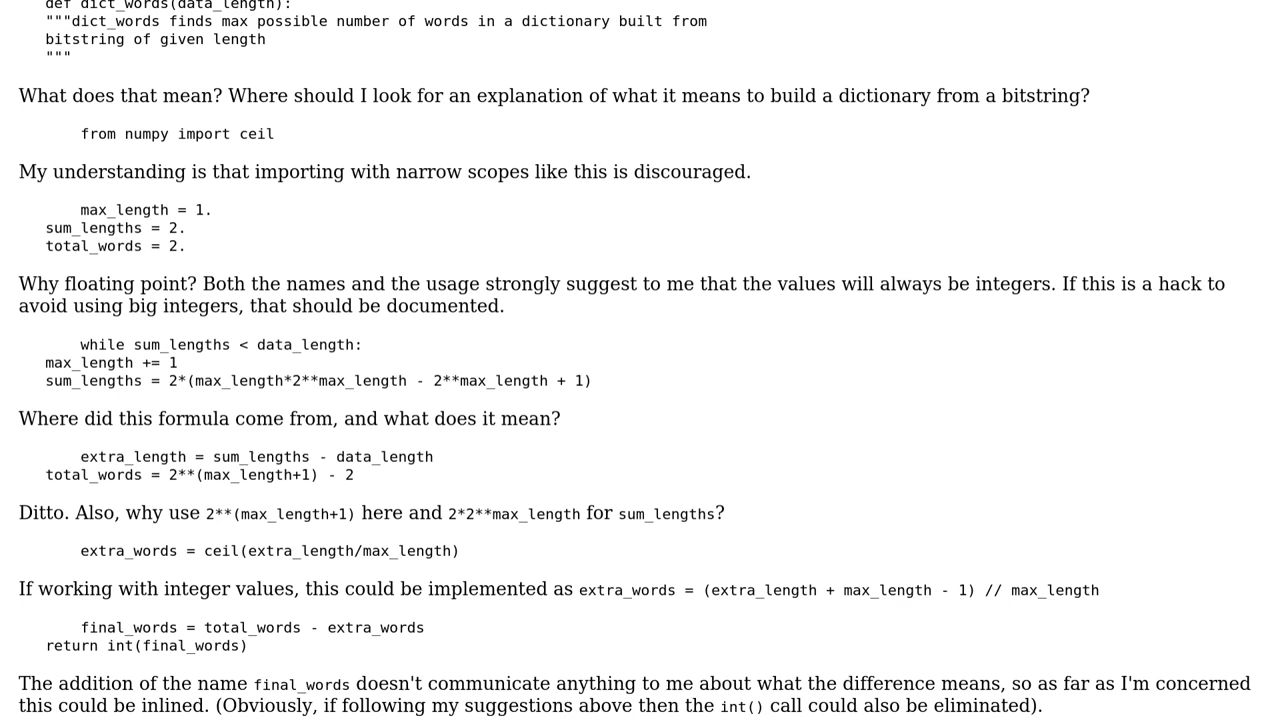 def dict_words(data_length):
"""dict_words finds max possible number of words in a dictionary built from
bitstring of given length
"""
What does that mean? Where should I look for an explanation of what it means to build a dictionary from a bitstring?
from numpy import ceil
My understanding is that importing with narrow scopes like this is discouraged.
max_length = 1.
sum_lengths = 2.
total_words = 2.
Why floating point? Both the names and the usage strongly suggest to me that the values will always be integers. If this is a hack to
avoid using big integers, that should be documented.
while sum_lengths < data_length:
max_length += 1
sum_lengths = 2*(max_length*2**max_length - 2**max_length + 1)
Where did this formula come from, and what does it mean?
extra_length = sum_lengths - data_length
total_words = 2**(max_length+1) - 2
Ditto. Also, why use 2**(max_length+1) here and 2*2**max_length for sum_lengths?
extra_words = ceil(extra_length/max_length)
If working with integer values, this could be implemented as extra_words = (extra_length + max_length - 1) // max_length
final_words = total_words - extra_words
return int(final_words)
The addition of the name final_words doesn't communicate anything to me about what the difference means, so as far as I'm concerned
this could be inlined. (Obviously, if following my suggestions above then the int() call could also be eliminated).